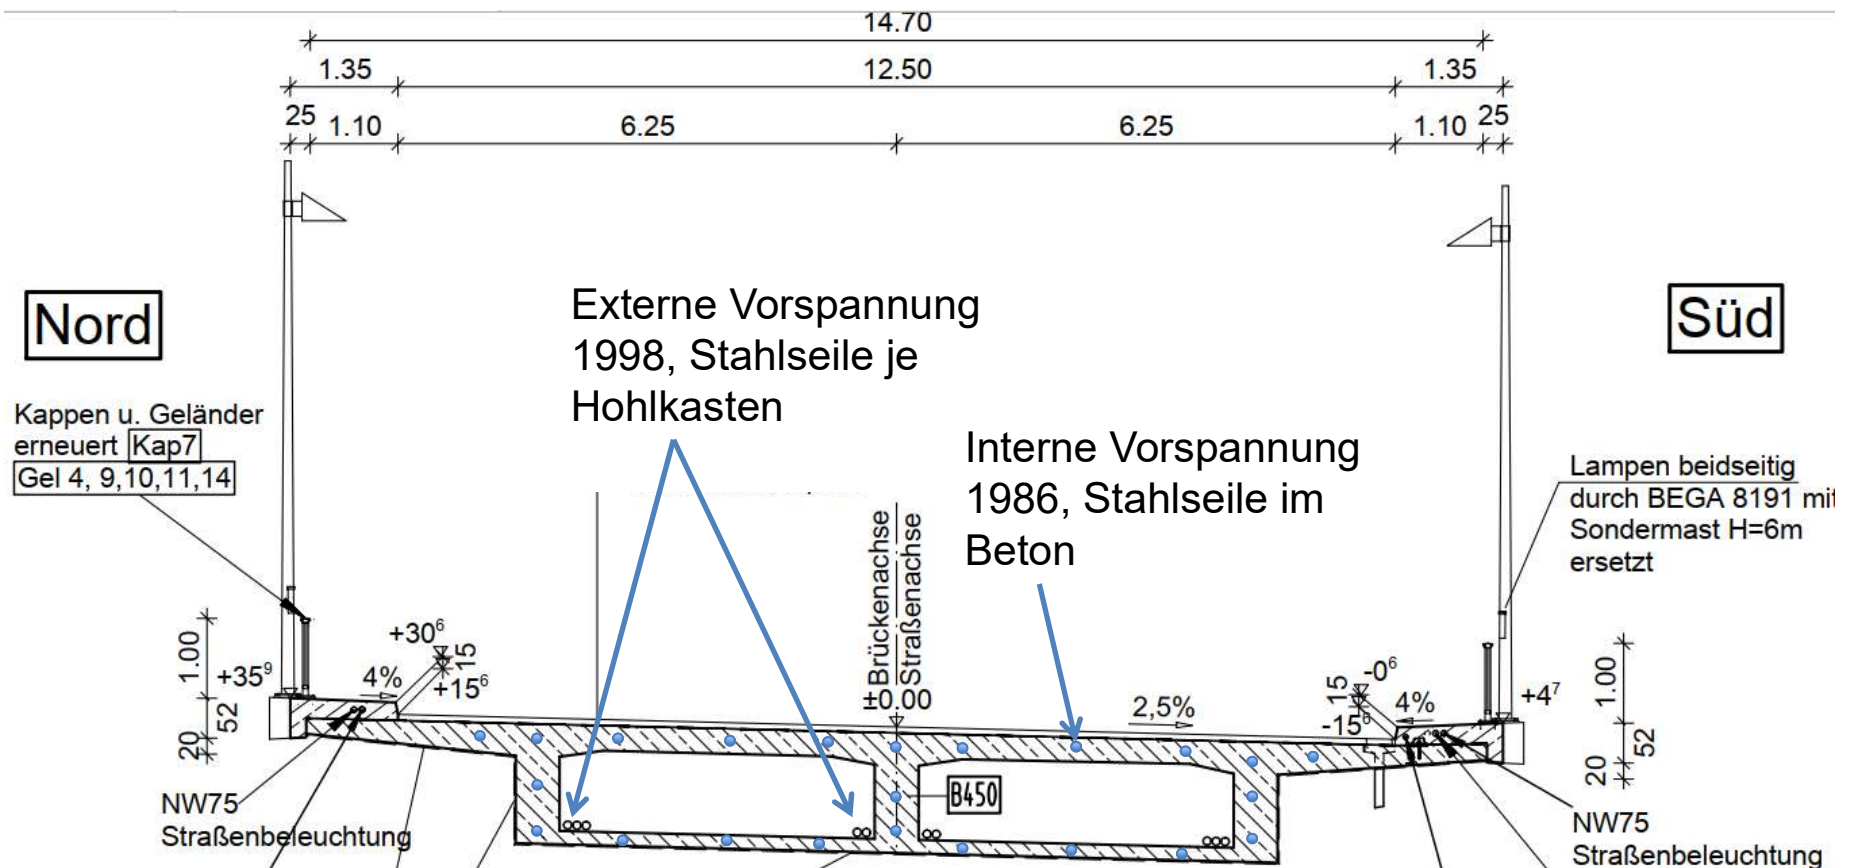 14.70
1.35 12.50 1.35
25 1.10 6.25 6.25 1.10 25
Nord
Süd
Externe Vorspannung
1998, Stahlseile je
Hohlkasten
Interne Vorspannung
1986, Stahlseile im
Beton
Kappen u. Geländer
erneuert Kap7
Gel 4, 9,10,11,14
Lampen beidseitig
durch BEGA 8191 mit
Sondermast H=6m
ersetzt
Brückenachse
Straßenachse
±0.00
1.00
52
20
+35⁹
4%
+30⁶
15
+15⁶
2,5%
-0⁶
15
-15⁶
4%
+4⁷
1.00
52
20
B450
NW75
Straßenbeleuchtung
NW75
Straßenbeleuchtung